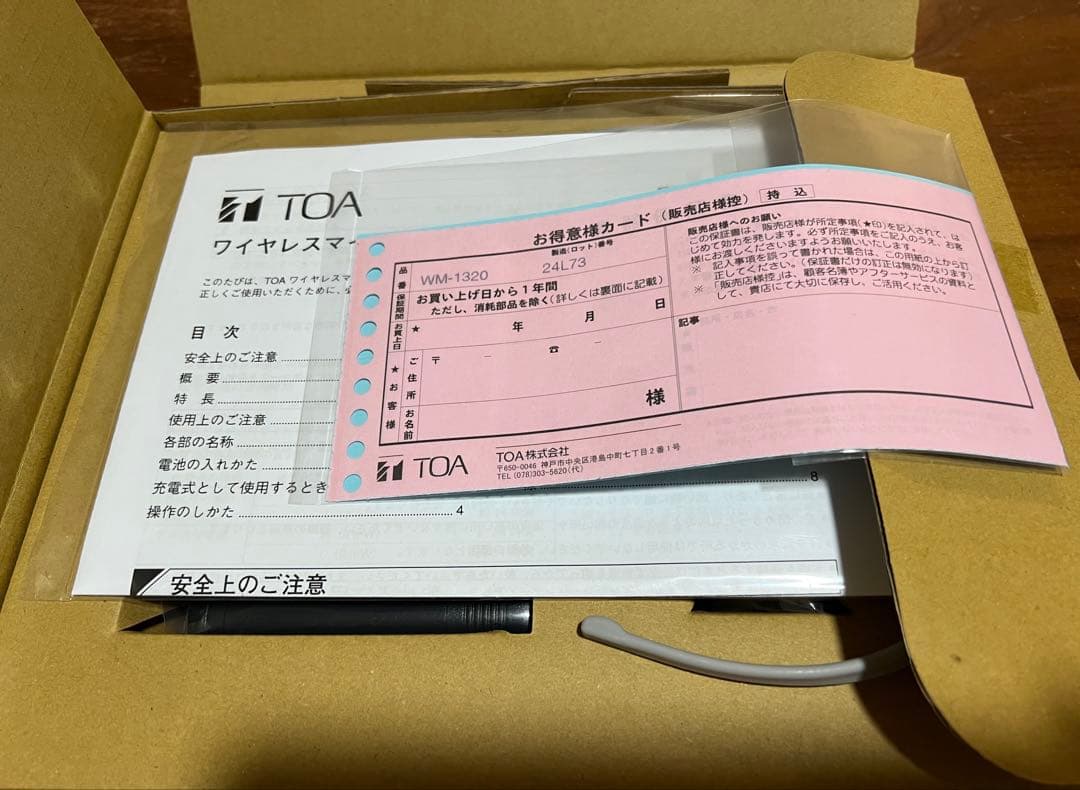 TOA
ワイヤレスマイ
このたびは、TOA ワイヤレスマ
正しくご使用いただくために、必
目 次
安全上のご注意
概 要
特 長
使用上のご注意
各部の名称
電池の入れかた
充電式として使用するとき
8
操作のしかた 4
安全上のご注意
お得意様カード（販売店様控） 持 込
製造(ロット)番号
品番 WM-1320 24L73
保証期間 お買い上げ日から1年間
ただし、消耗部品を除く(詳しくは裏面に記載)
お買上日 ★ 年 月 日
★お客様 ご住所 〒 － ☎ －
お名前 様
販売店様へのお願い
この保証書は、販売店様が所定事項(★印)を記入されて、は
じめて効力を発します。必ず所定事項をご記入のうえ、お客
様にお渡しくださいますようお願いいたします。
※ 記入事項を誤って書かれた場合は、この用紙の上から訂
正してください。(保証書だけの訂正は無効になります)
※ 「販売店様控」は、顧客名簿やアフターサービスの資料と
して、貴店にて大切に保存し、ご活用ください。
記事
TOA
TOA株式会社
〒650-0046 神戸市中央区港島中町七丁目2番1号
TEL (078)303-5620(代)